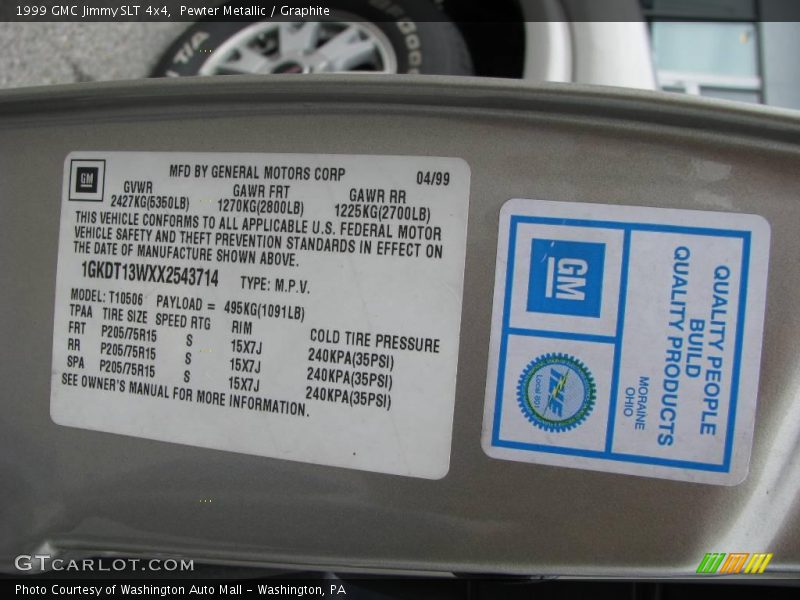 1999 GMC Jimmy SLT 4x4, Pewter Metallic / Graphite
T/A
GM
MFD BY GENERAL MOTORS CORP 04/99
GVWR GAWR FRT GAWR RR
2427KG(5350LB) 1270KG(2800LB) 1225KG(2700LB)
THIS VEHICLE CONFORMS TO ALL APPLICABLE U.S. FEDERAL MOTOR
VEHICLE SAFETY AND THEFT PREVENTION STANDARDS IN EFFECT ON
THE DATE OF MANUFACTURE SHOWN ABOVE.
1GKDT13WXX2543714 TYPE: M.P.V.
MODEL: T10506 PAYLOAD = 495KG(1091LB)
TPAA TIRE SIZE SPEED RTG RIM COLD TIRE PRESSURE
FRT P205/75R15 S 15X7J 240KPA(35PSI)
RR P205/75R15 S 15X7J 240KPA(35PSI)
SPA P205/75R15 S 15X7J 240KPA(35PSI)
SEE OWNER'S MANUAL FOR MORE INFORMATION.
GM
IUE
Local 801
QUALITY PEOPLE
BUILD
QUALITY PRODUCTS
MORAINE
OHIO
GTCARLOT.COM
Photo Courtesy of Washington Auto Mall - Washington, PA